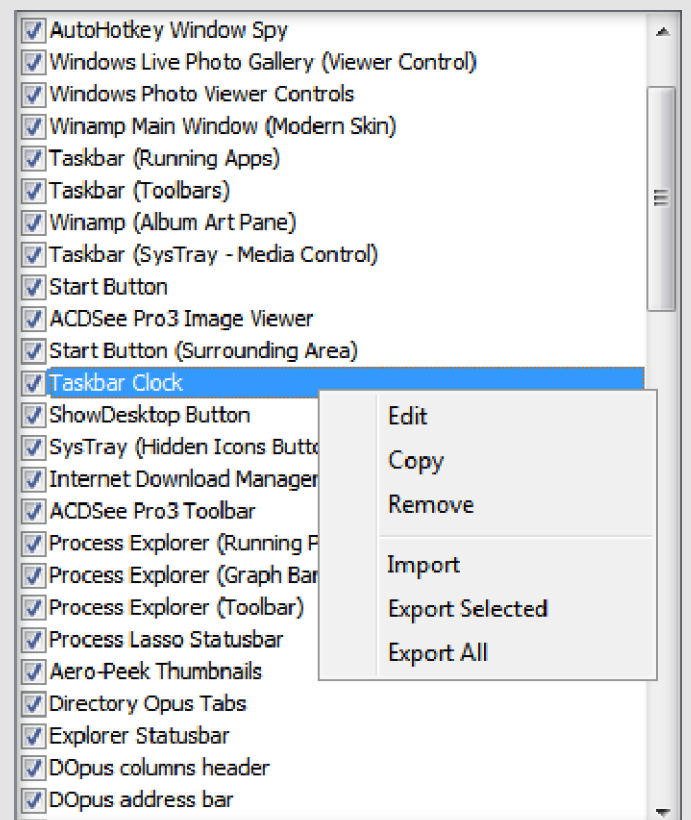 AutoHotkey Window Spy
Windows Live Photo Gallery (Viewer Control)
Windows Photo Viewer Controls
Winamp Main Window (Modern Skin)
Taskbar (Running Apps)
Taskbar (Toolbars)
Winamp (Album Art Pane)
Taskbar (SysTray - Media Control)
Start Button
ACDSee Pro3 Image Viewer
Start Button (Surrounding Area)
Taskbar Clock
ShowDesktop Button
SysTray (Hidden Icons Butto
Internet Download Manager
ACDSee Pro3 Toolbar
Process Explorer (Running P
Process Explorer (Graph Bar
Process Explorer (Toolbar)
Process Lasso Statusbar
Aero-Peek Thumbnails
Directory Opus Tabs
Explorer Statusbar
DOpus columns header
DOpus address bar
Edit
Copy
Remove
Import
Export Selected
Export All